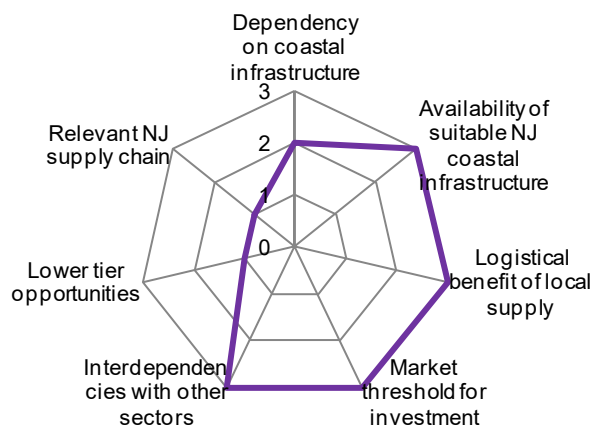 Dependency
on coastal
infrastructure
3
Availability of
suitable NJ
coastal
infrastructure
Relevant NJ
supply chain
2
1
0
Logistical
benefit of local
supply
Lower tier
opportunities
Interdependen
cies with other
sectors
Market
threshold for
investment